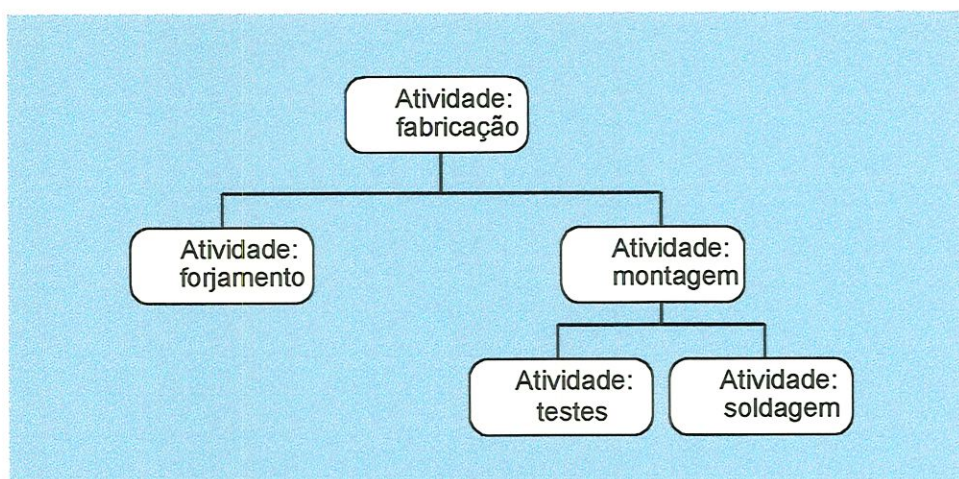 Atividade:
fabricação
Atividade:
forjamento
Atividade:
montagem
Atividade:
testes
Atividade:
soldagem